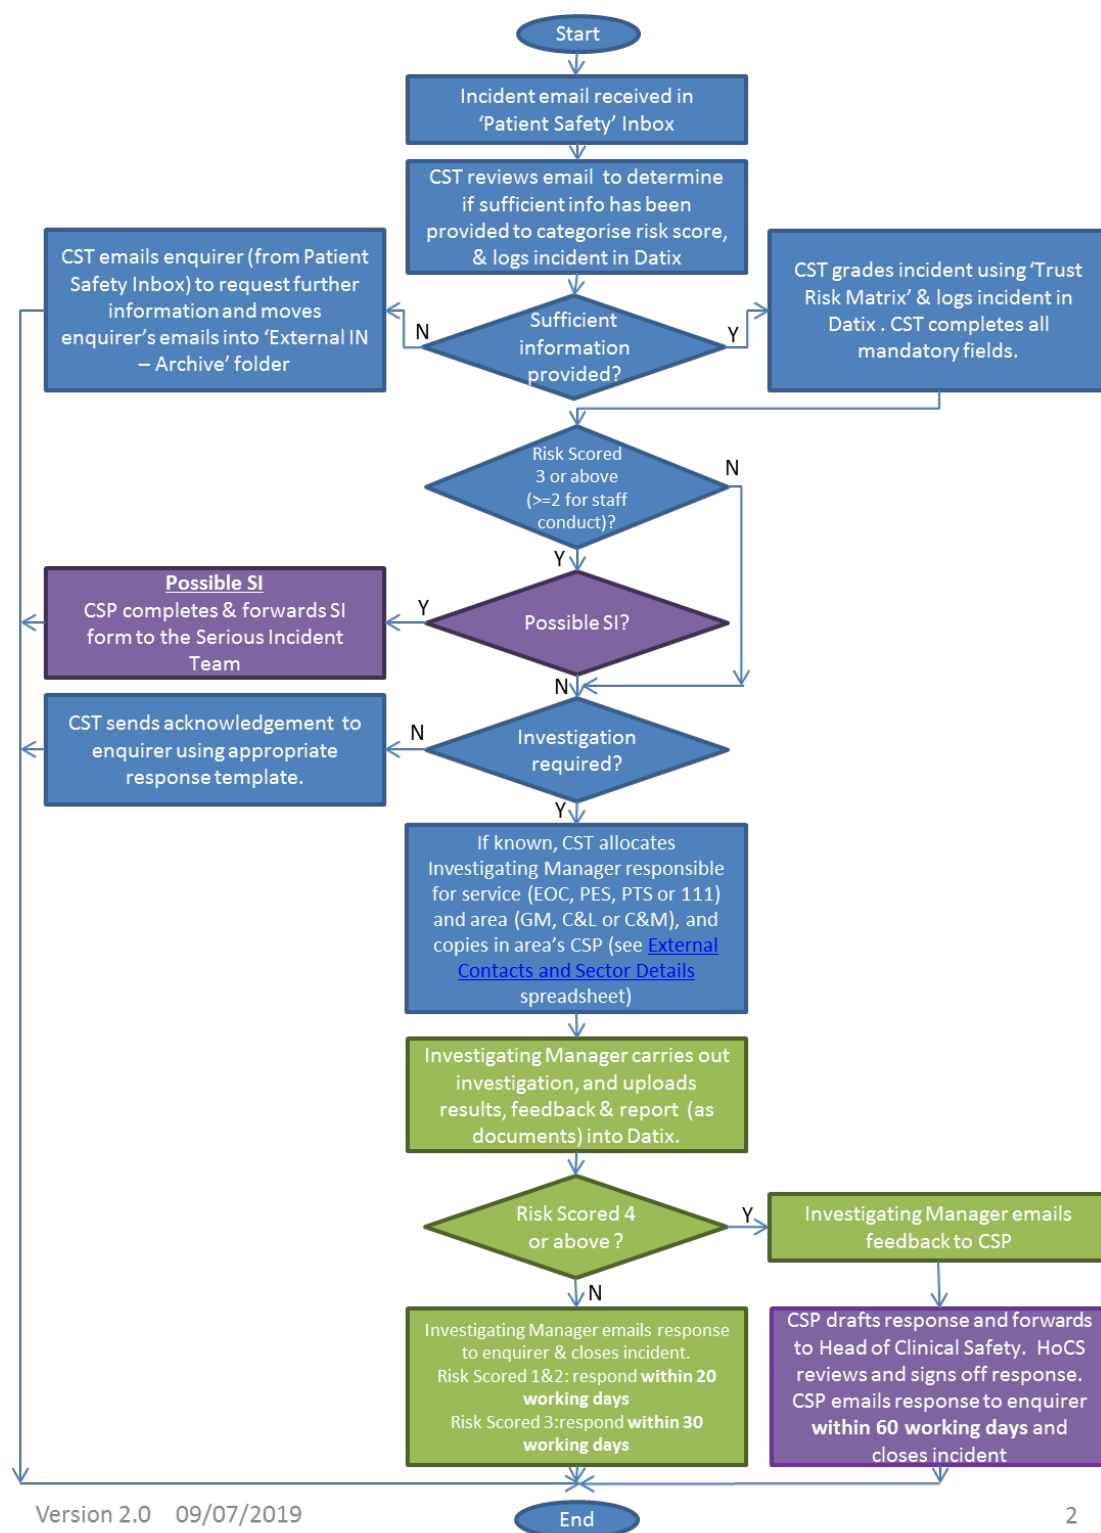 Start
Incident email received in
‘Patient Safety’ Inbox
CST reviews email to determine
if sufficient info has been
provided to categorise risk score,
& logs incident in Datix
CST emails enquirer (from Patient
Safety Inbox) to request further
information and moves
enquirer’s emails into ‘External IN
– Archive’ folder
N
Sufficient
information
provided?
Y
CST grades incident using ‘Trust
Risk Matrix’ & logs incident in
Datix . CST completes all
mandatory fields.
Risk Scored
3 or above
(>=2 for staff
conduct)?
N
Y
Possible SI
CSP completes & forwards SI
form to the Serious Incident
Team
Y
Possible SI?
N
CST sends acknowledgement to
enquirer using appropriate
response template.
N
Investigation
required?
Y
If known, CST allocates
Investigating Manager responsible
for service (EOC, PES, PTS or 111)
and area (GM, C&L or C&M), and
copies in area’s CSP (see External
Contacts and Sector Details
spreadsheet)
Investigating Manager carries out
investigation, and uploads
results, feedback & report (as
documents) into Datix.
Risk Scored 4
or above ?
Y
Investigating Manager emails
feedback to CSP
N
Investigating Manager emails response
to enquirer & closes incident.
Risk Scored 1&2: respond within 20
working days
Risk Scored 3:respond within 30
working days
CSP drafts response and forwards
to Head of Clinical Safety. HoCS
reviews and signs off response.
CSP emails response to enquirer
within 60 working days and
closes incident
End
Version 2.0 09/07/2019
2